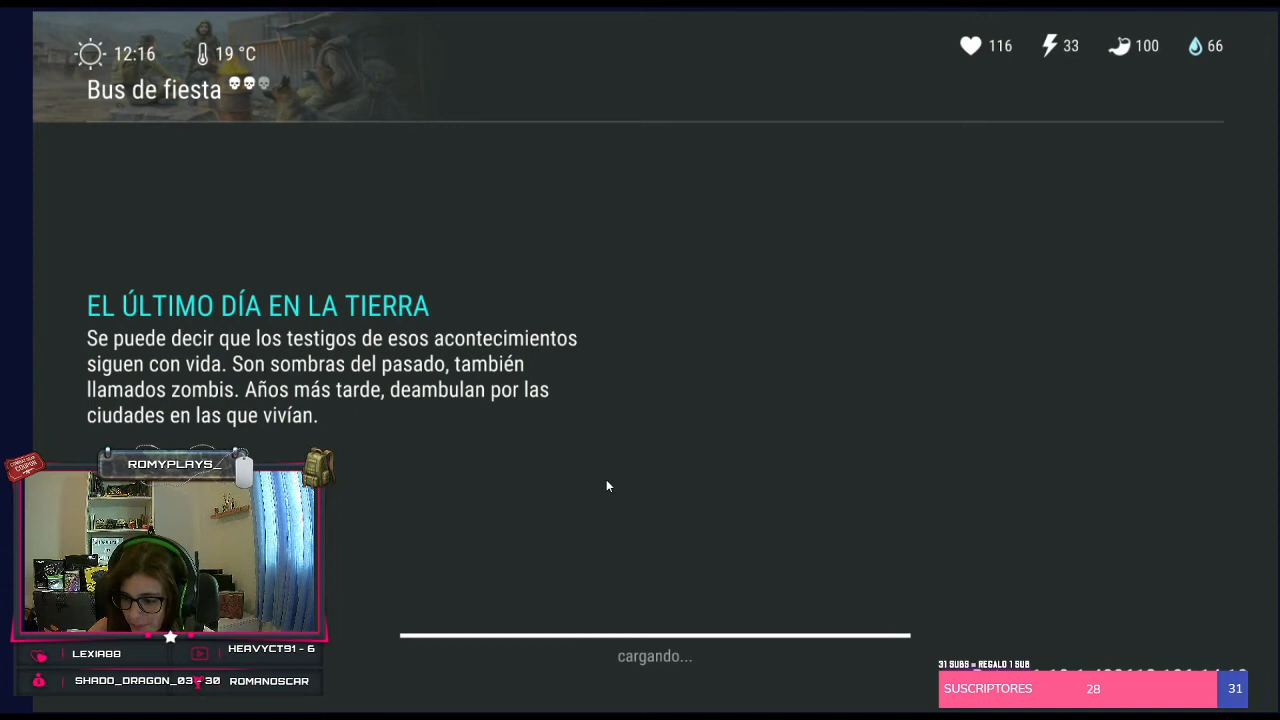 12:16 19 °C 116 33 100 66
Bus de fiesta
EL ÚLTIMO DÍA EN LA TIERRA
Se puede decir que los testigos de esos acontecimientos
siguen con vida. Son sombras del pasado, también
llamados zombis. Años más tarde, deambulan por las
ciudades en las que vivían.
ROMYPLAYS_
cargando...
LEXIA88
HEAVYCT91 - 6
SHADO_DRAGON_03 - 30
ROMANOSCAR
31 SUBS = REGALO 1 SUB
SUSCRIPTORES 28 31